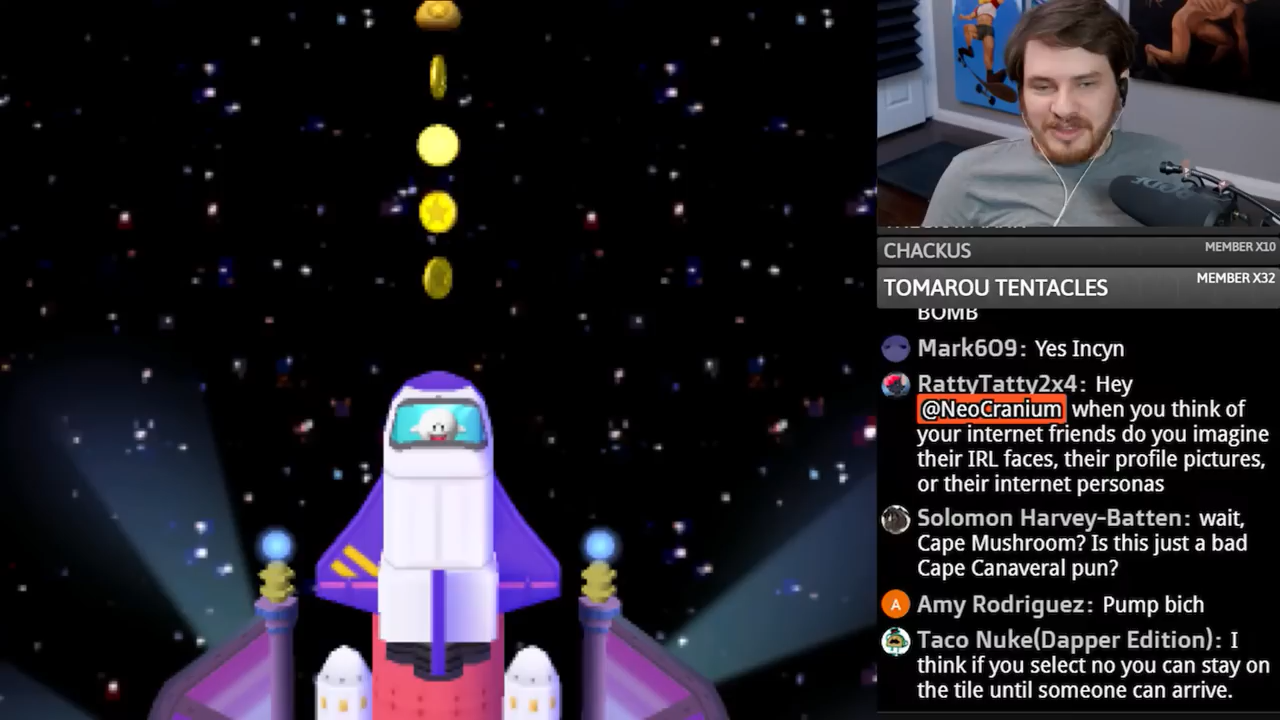 CHACKUS
MEMBER X10
TOMAROU TENTACLES
MEMBER X32
BOMB
Mark609: Yes Incyn
RattyTatty2x4: Hey
@NeoCranium when you think of
your internet friends do you imagine
their IRL faces, their profile pictures,
or their internet personas
Solomon Harvey-Batten: wait,
Cape Mushroom? Is this just a bad
Cape Canaveral pun?
A Amy Rodriguez: Pump bich
Taco Nuke(Dapper Edition): I
think if you select no you can stay on
the tile until someone can arrive.